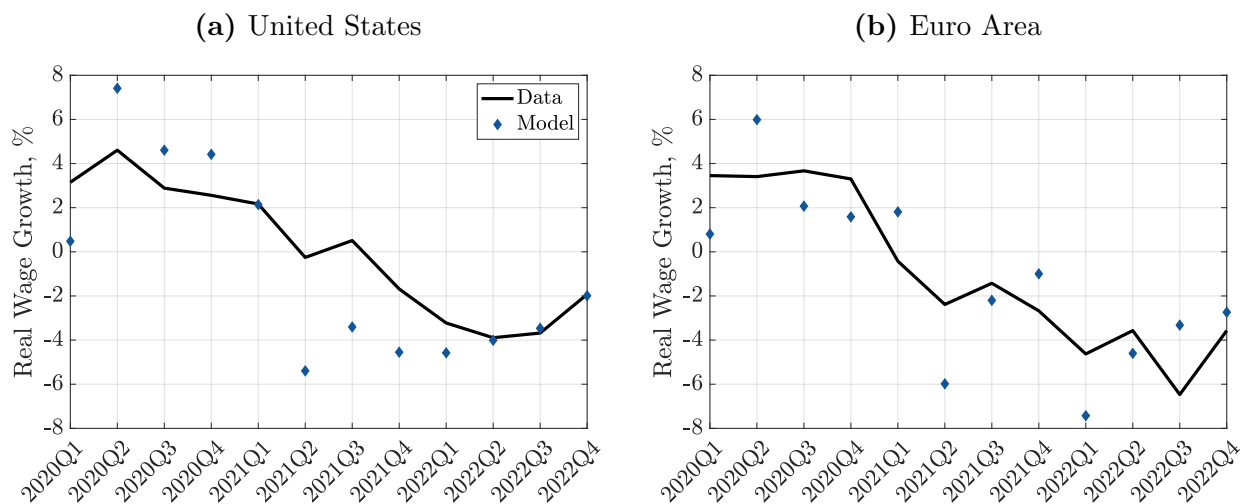 (a) United States
Real Wage Growth, %
8
6
4
2
0
-2
-4
-6
-8
Data
Model
2020Q1
2020Q2
2020Q3
2020Q4
2021Q1
2021Q2
2021Q3
2021Q4
2022Q1
2022Q2
2022Q3
2022Q4
(b) Euro Area
Real Wage Growth, %
8
6
4
2
0
-2
-4
-6
-8
2020Q1
2020Q2
2020Q3
2020Q4
2021Q1
2021Q2
2021Q3
2021Q4
2022Q1
2022Q2
2022Q3
2022Q4